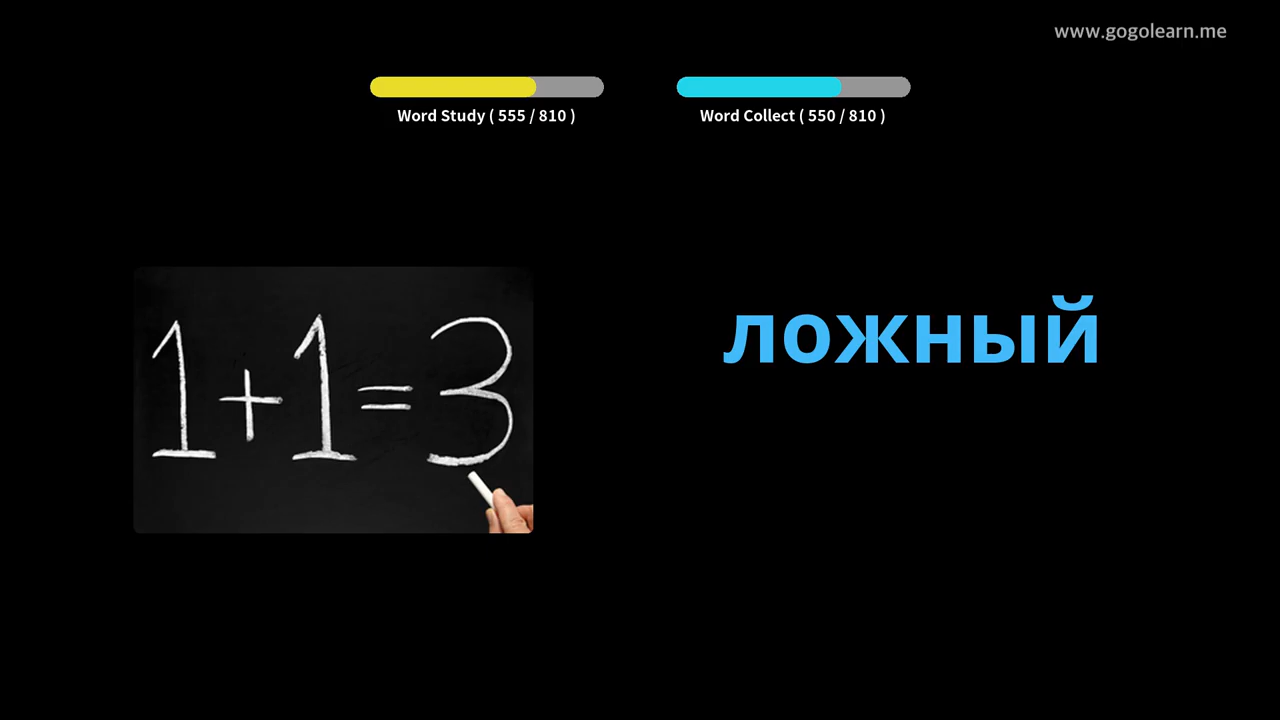 www.gogolearn.me
Word Study ( 555 / 810 )
Word Collect ( 550 / 810 )
1+1=3
ложный